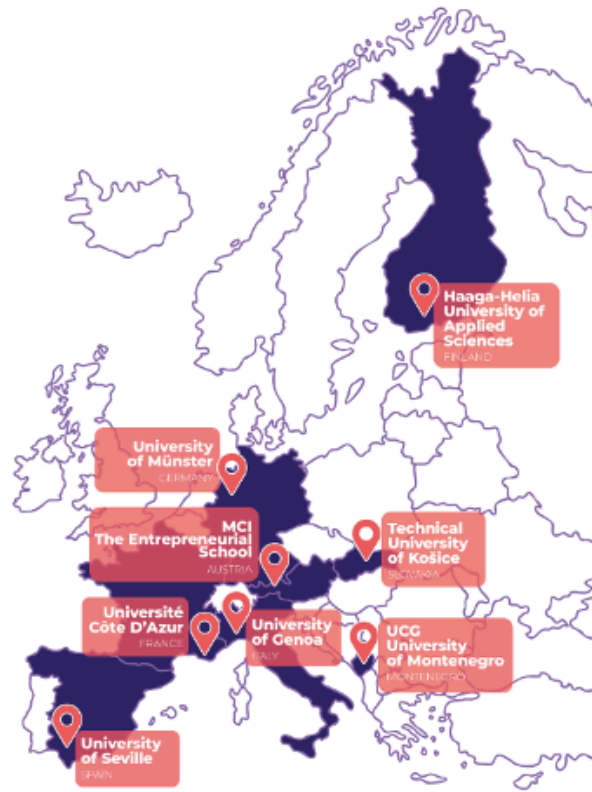 Haaga-Helia
University of
Applied
Sciences
FINLAND
University
of Münster
GERMANY
MCI
The Entrepreneurial
School
AUSTRIA
Technical
University
of Košice
SLOVAKIA
Université
Côte D'Azur
FRANCE
University
of Genoa
ITALY
UCG
University
of Montenegro
MONTENEGRO
University
of Seville
SPAIN